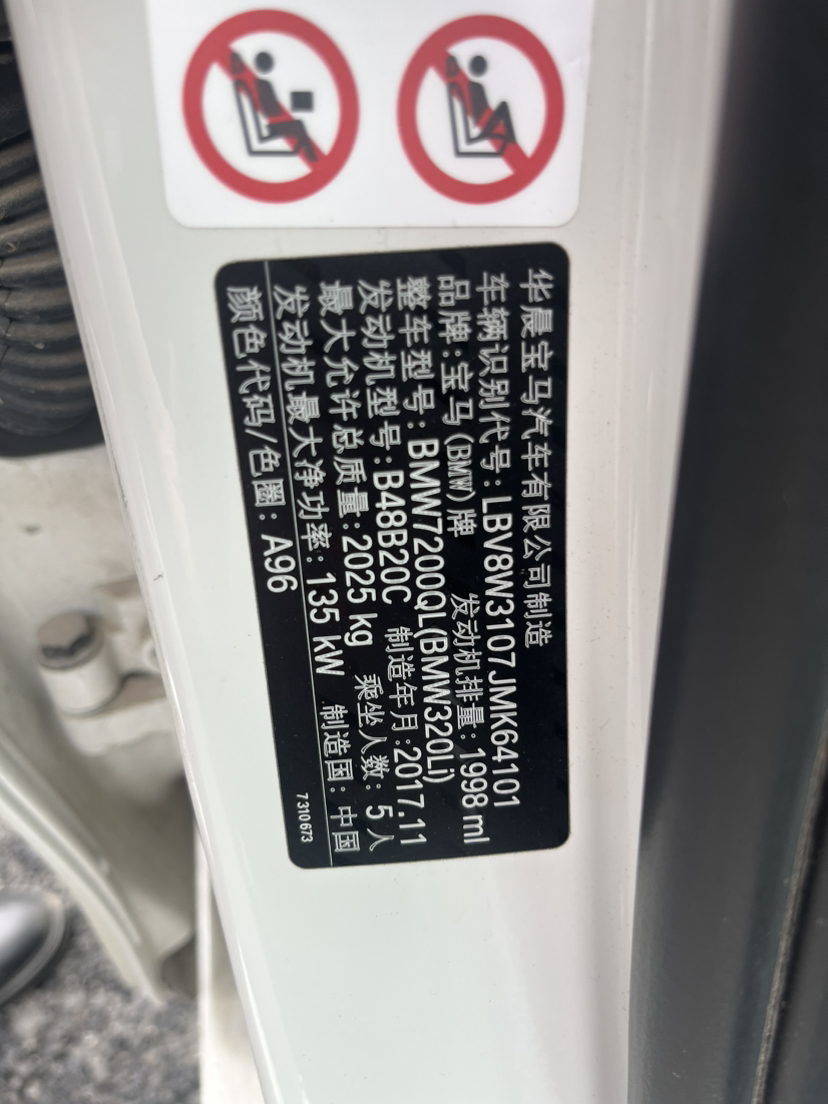 华晨宝马汽车有限公司制造
车辆识别代号:LBV8W3107JMK64101
品牌:宝马(BMW)牌 发动机排量:1998 ml
整车型号:BMW7200QL(BMW320Li)
发动机型号:B48B20C 制造年月:2017.11
最大允许总质量:2025 kg 乘坐人数: 5人
发动机最大净功率:135 kW 制造国:中国
颜色代码/色圈: A96 7310673